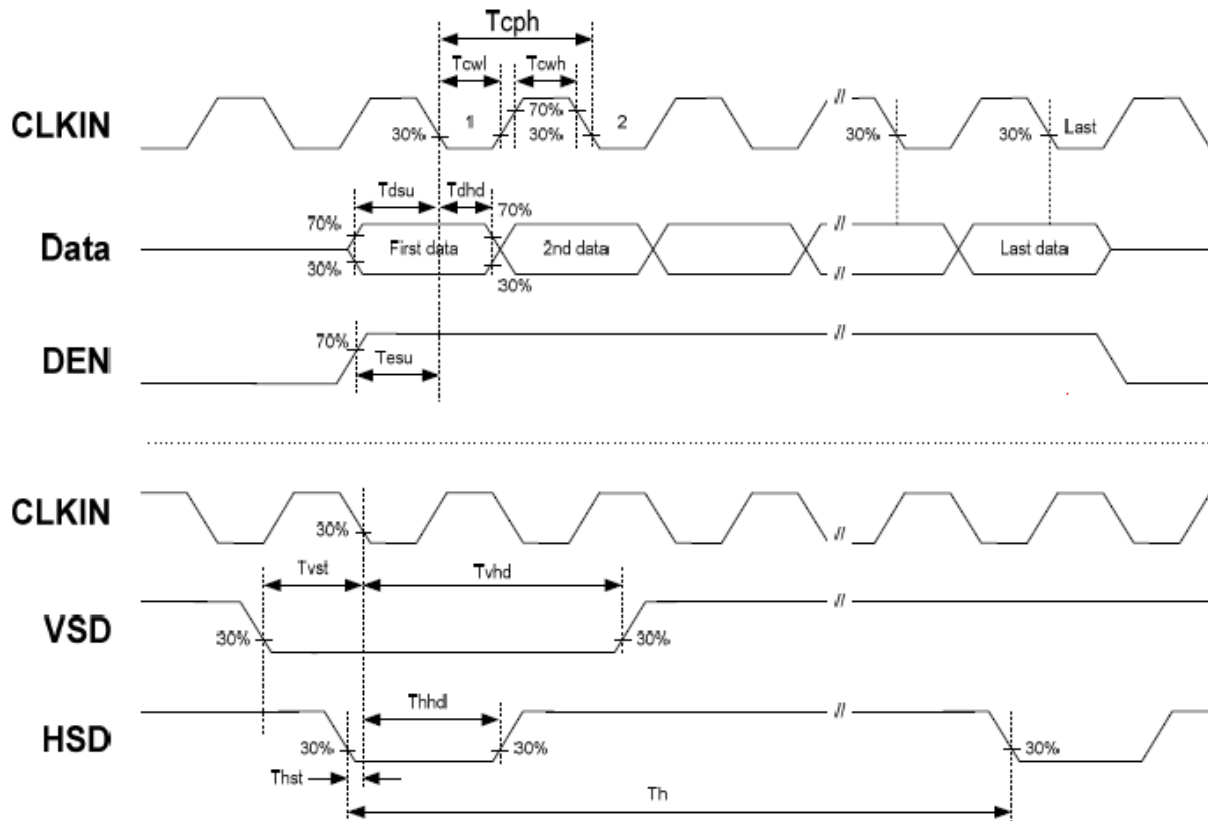 Tcph
Tcwl Tcwh
CLKIN 30% 1 70% 30% 2 // 30% 30% Last
Tdsu Tdhd
70% 70%
Data First data 2nd data // // Last data
30% 30%
DEN 70% //
Tesu
CLKIN 30% //
Tvst Tvhd
VSD 30% 30% //
Thhd
HSD 30% 30% // 30%
Thst
Th